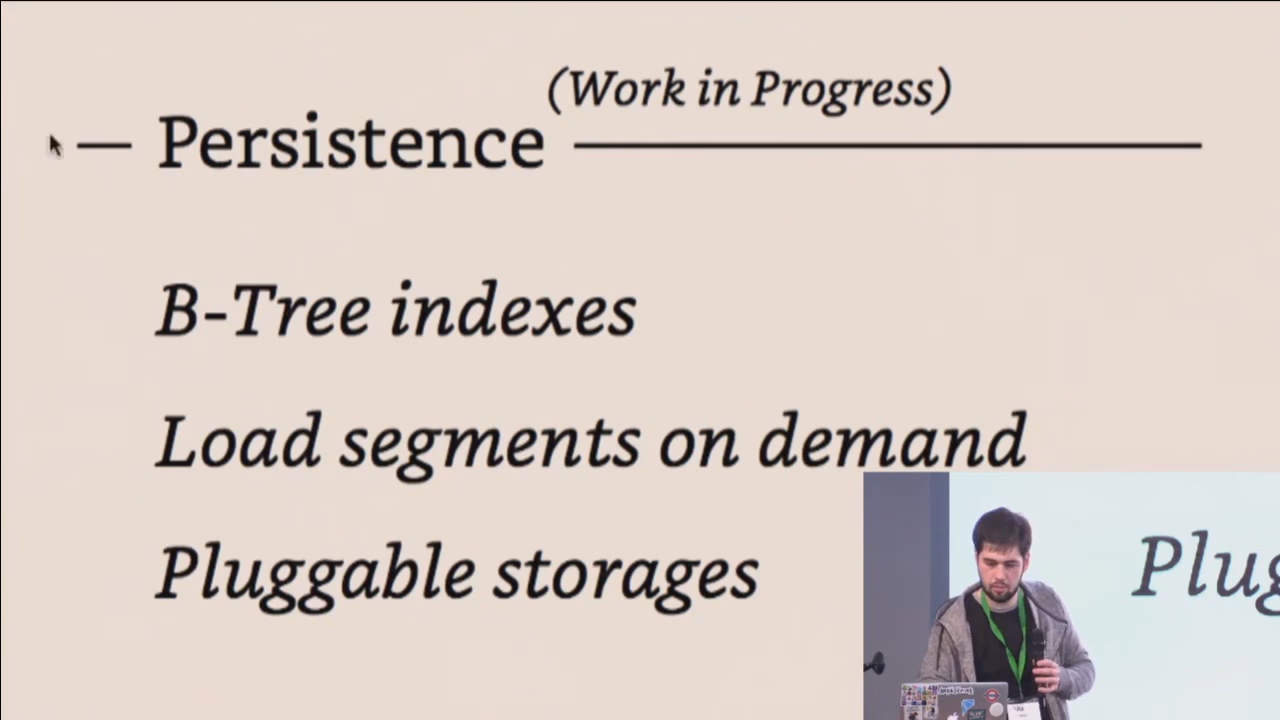 (Work in Progress)
Persistence
B-Tree indexes
Load segments on demand
Pluggable storages
Plug